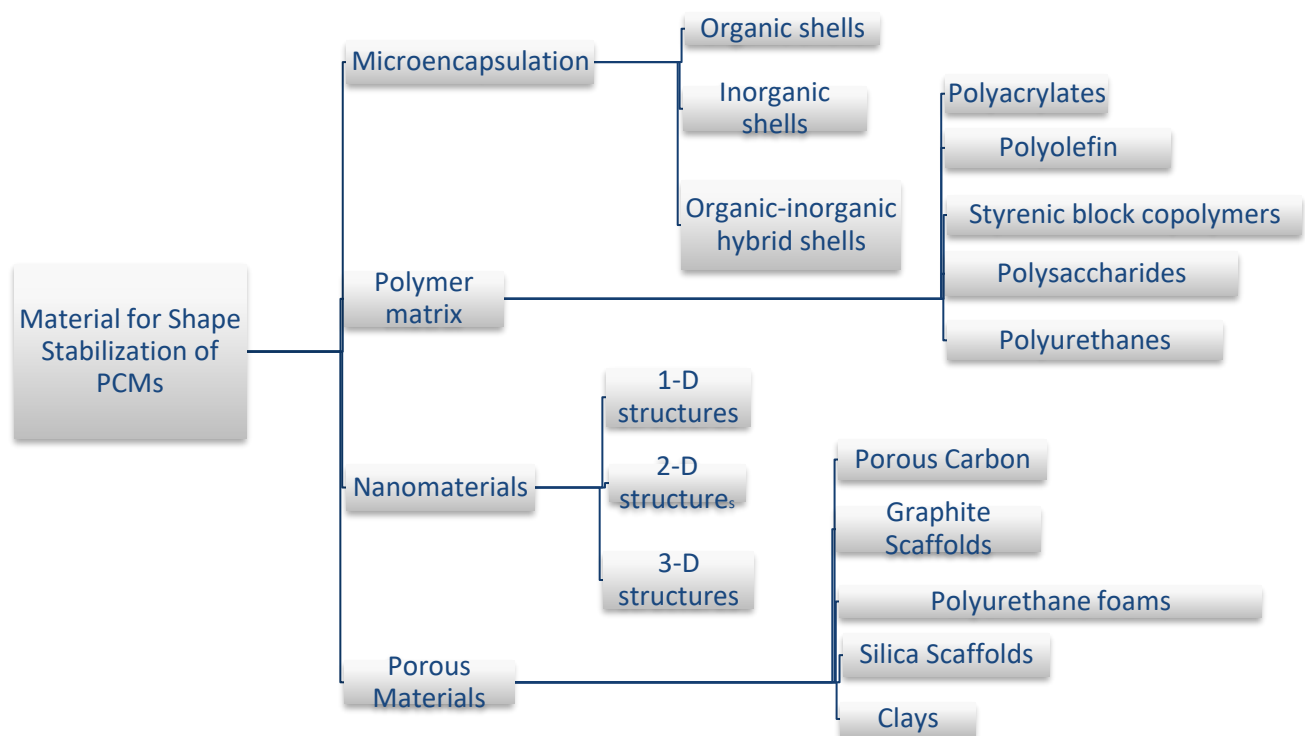 Material for Shape
Stabilization of
PCMs
Microencapsulation
Organic shells
Inorganic
shells
Organic-inorganic
hybrid shells
Polymer
matrix
Polyacrylates
Polyolefin
Styrenic block copolymers
Polysaccharides
Polyurethanes
Nanomaterials
1-D
structures
2-D
structures
3-D
structures
Porous
Materials
Porous Carbon
Graphite
Scaffolds
Polyurethane foams
Silica Scaffolds
Clays